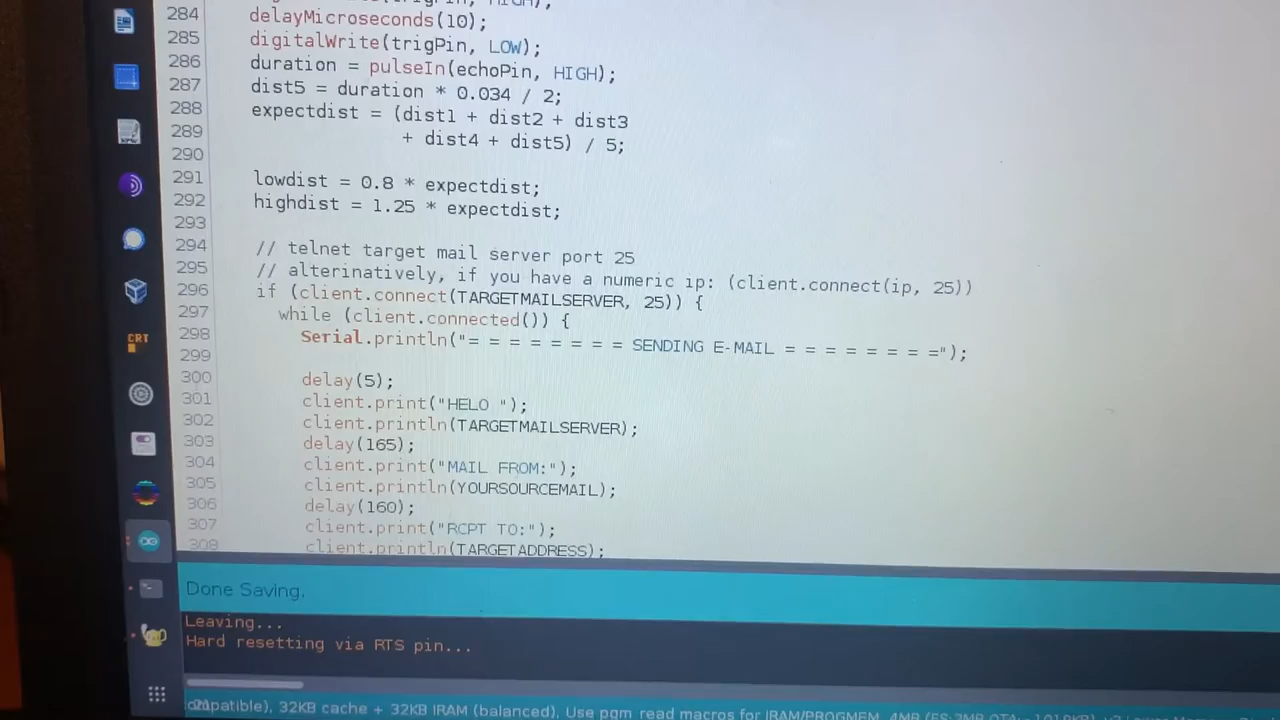 284
delayMicroseconds(10);
285 digitalWrite(trigPin, LOW);
286 duration = pulseIn(echoPin, HIGH);
287 dist5 = duration * 0.034 / 2;
288 expectdist = (dist1 + dist2 + dist3
289 + dist4 + dist5) / 5;
290
291 lowdist = 0.8 * expectdist;
292 highdist = 1.25 * expectdist;
293
294 // telnet target mail server port 25
295 // alterinatively, if you have a numeric ip: (client.connect(ip, 25))
296 if (client.connect(TARGETMAILSERVER, 25)) {
297 while (client.connected()) {
298 Serial.println("= = = = = = = = SENDING E-MAIL = = = = = = = =");
299
300 delay(5);
301 client.print("HELO ");
302 client.println(TARGETMAILSERVER);
303 delay(165);
304 client.print("MAIL FROM:");
305 client.println(YOURSOURCEMAIL);
306 delay(160);
307 client.print("RCPT TO:");
308 client.println(TARGETADDRESS);
CRT
Done Saving.
Leaving...
Hard resetting via RTS pin...
ompatible), 32KB cache + 32KB IRAM (balanced), Use pgm_read macros for IRAM/PROGMEM, 4MB